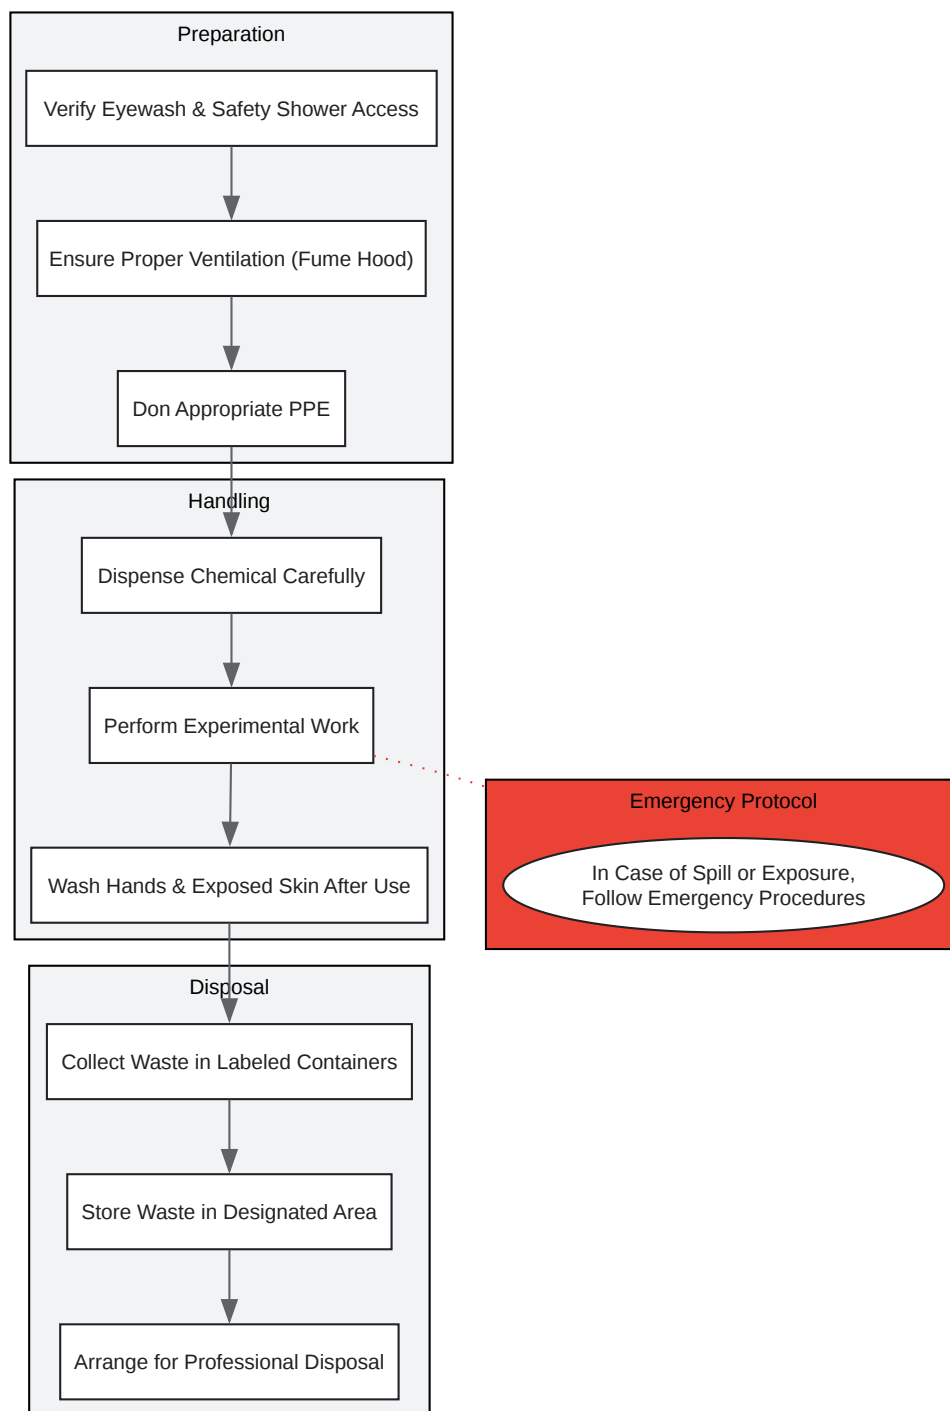 Preparation
Verify Eyewash & Safety Shower Access
Ensure Proper Ventilation (Fume Hood)
Don Appropriate PPE
Handling
Dispense Chemical Carefully
Perform Experimental Work
Wash Hands & Exposed Skin After Use
Emergency Protocol
In Case of Spill or Exposure,
Follow Emergency Procedures
Disposal
Collect Waste in Labeled Containers
Store Waste in Designated Area
Arrange for Professional Disposal